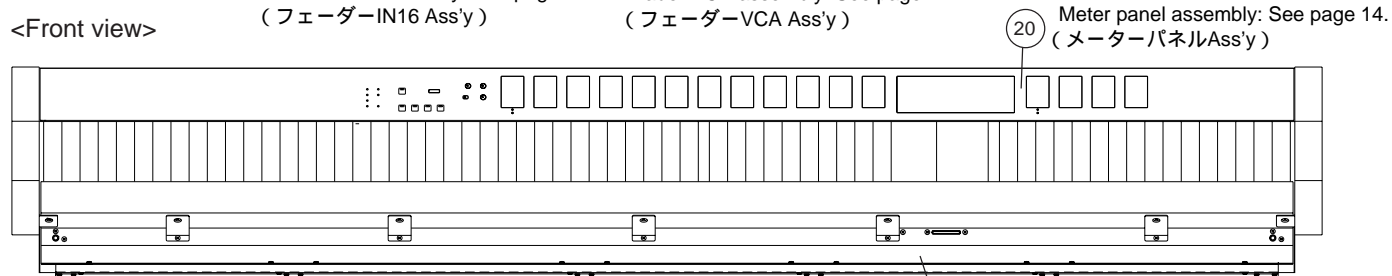 (フェーダーIN16 Ass'y)
(フェーダーVCA Ass'y)
<Front view>
20
Meter panel assembly: See page 14.
(メーターパネルAss'y)